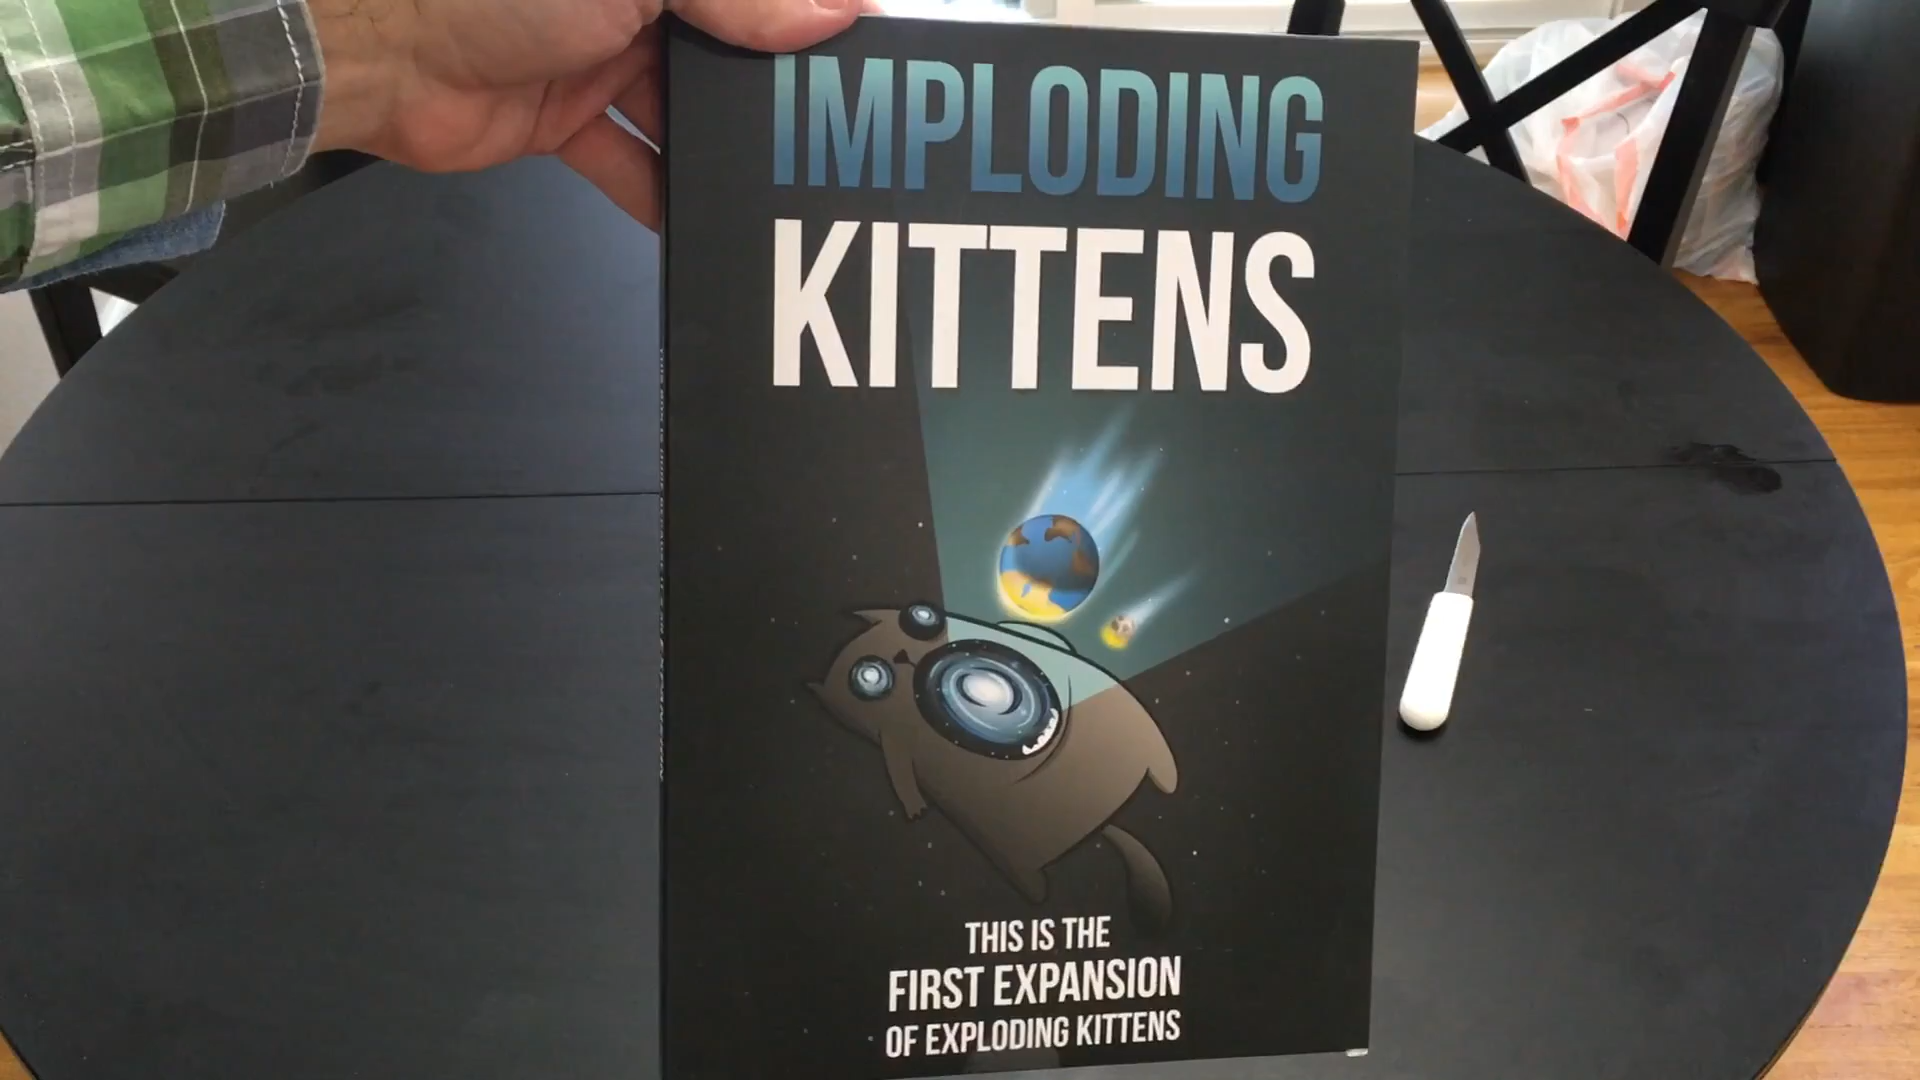 IMPLODING
KITTENS
THIS IS THE
FIRST EXPANSION
OF EXPLODING KITTENS